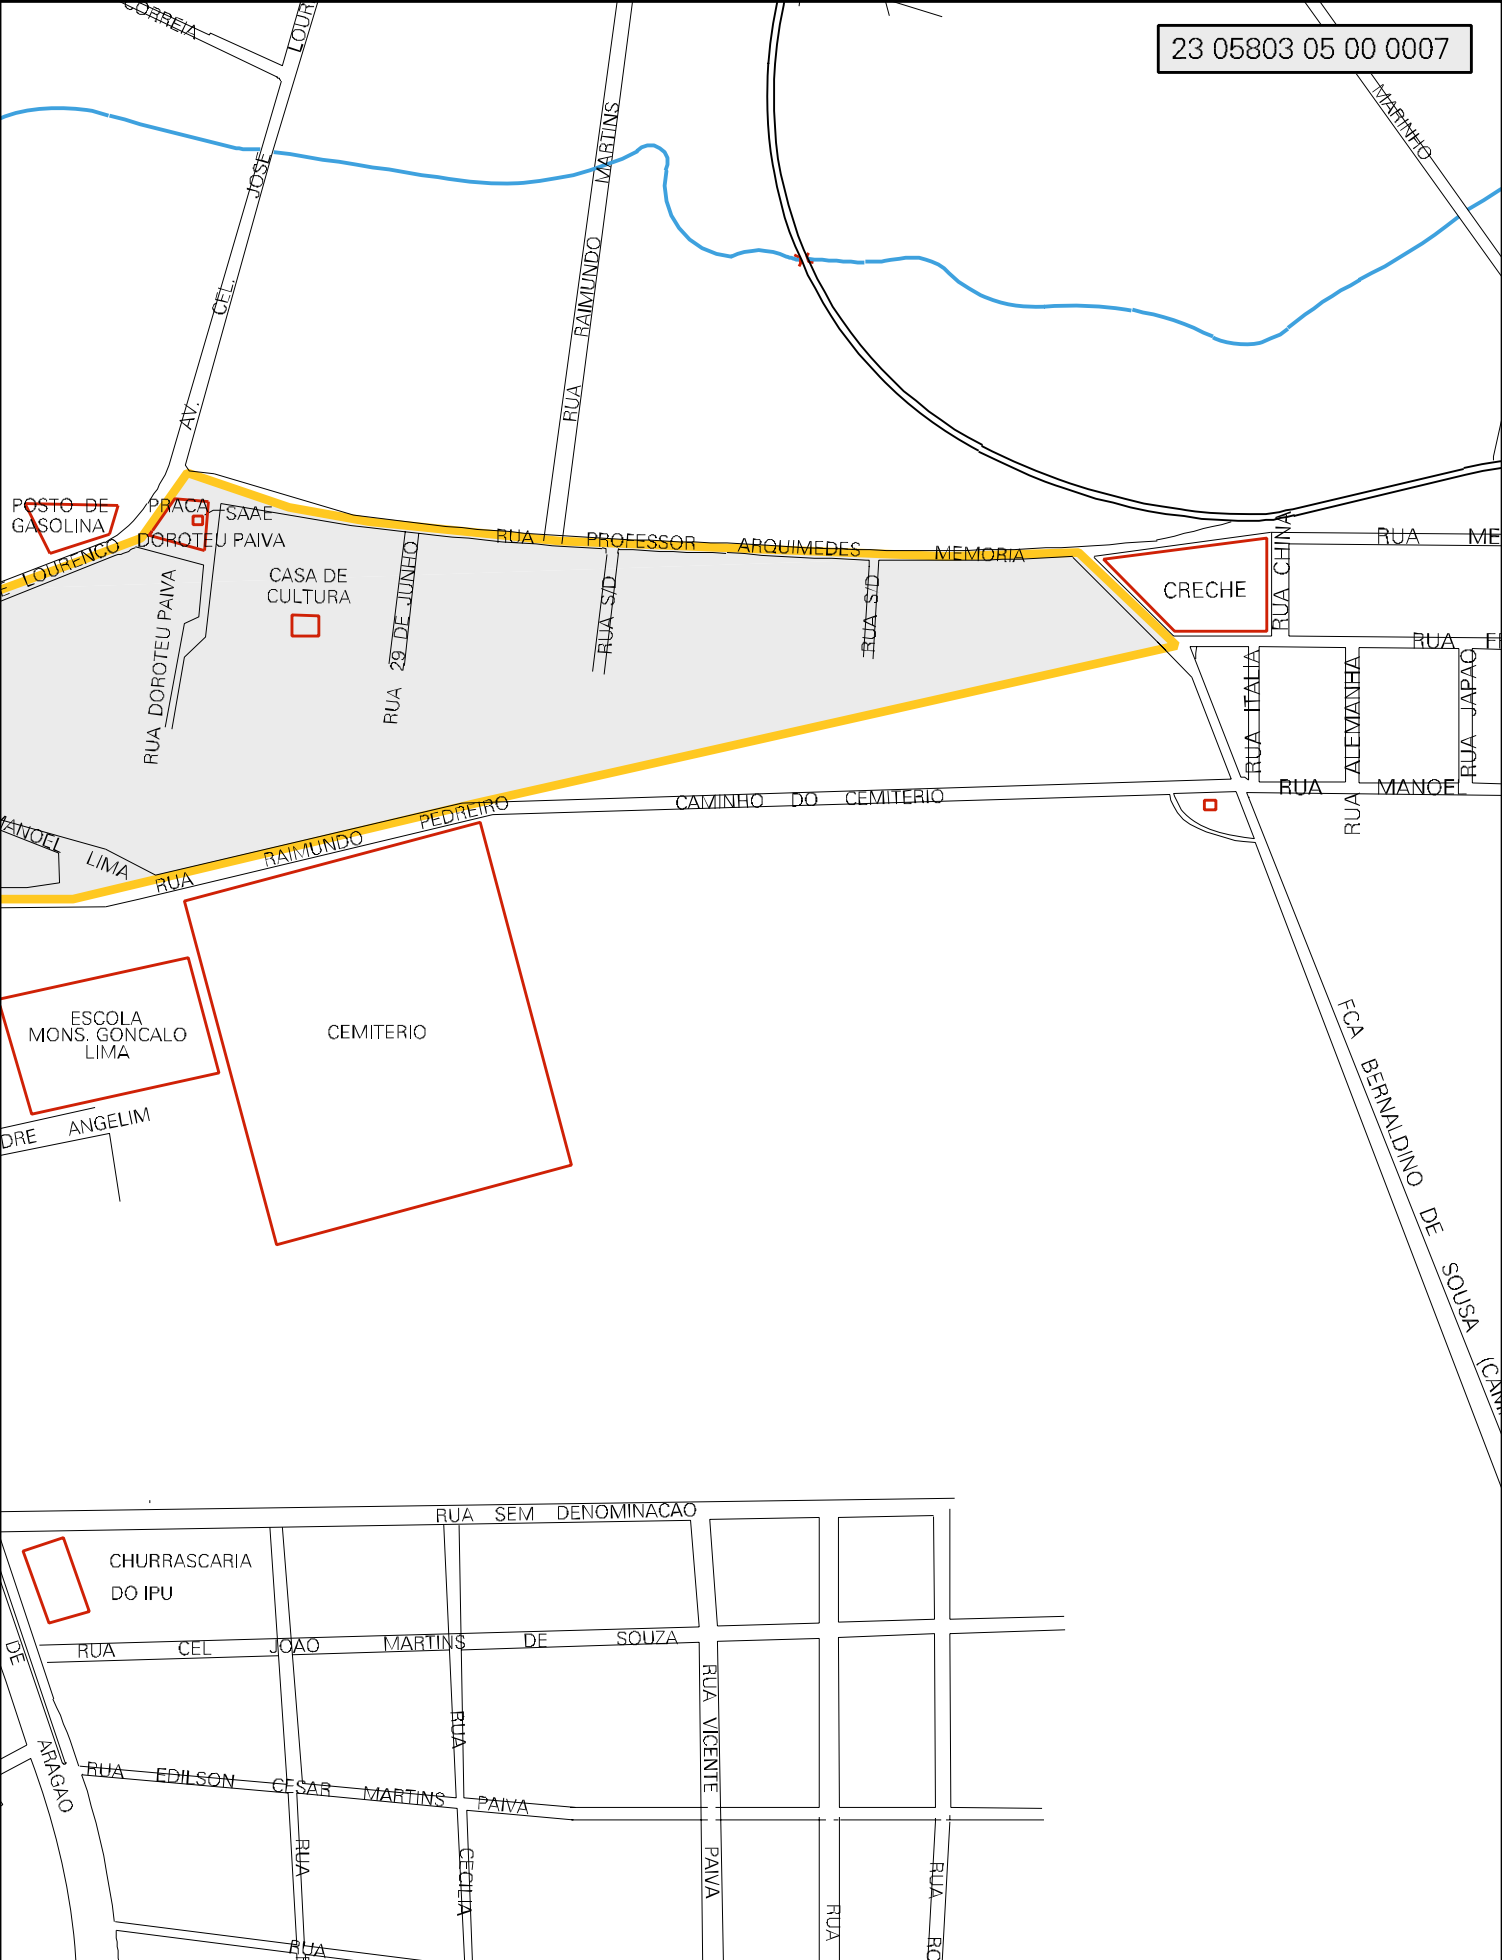 CORREIA
LOUR
23 05803 05 00 0007
MARINHO
AV. CEL. JOSE
RUA RAIMUNDO MARTINS
POSTO DE
GASOLINA
PRACA
DOROTEU PAIVA
SAAE
LOURENCO
RUA PROFESSOR ARQUIMEDES MEMORIA
CASA DE
CULTURA
RUA DOROTEU PAIVA
RUA 29 DE JUNHO
RUA S/D
RUA S/D
CRECHE
RUA CHINA
RUA ME
RUA
RUA ITALIA
RUA ALEMANHA
RUA JAPAO
RUA MANOEL
CAMINHO DO CEMITERIO
MANOEL LIMA
RUA RAIMUNDO PEDREIRO
ESCOLA
MONS. GONCALO
LIMA
CEMITERIO
DRE ANGELIM
FCA BERNALDINO DE SOUSA (CAM
RUA SEM DENOMINACAO
CHURRASCARIA
DO IPU
DE ARAGAO
RUA CEL JOAO MARTINS DE SOUZA
RUA EDILSON CESAR MARTINS PAIVA
RUA VICENTE PAIVA
RUA CECILIA
RUA
RUA
RUA RO
RUA